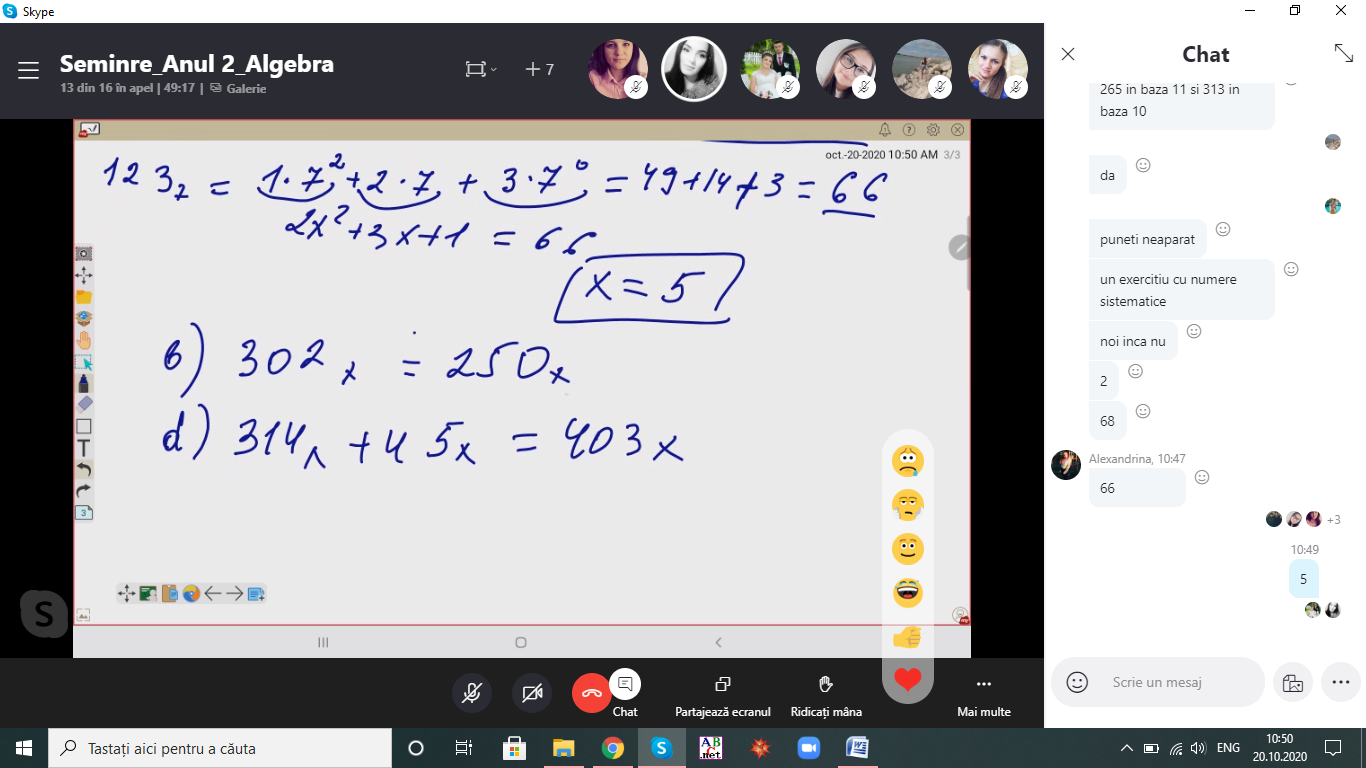 Skype
Seminre_Anul 2_Algebra
13 din 16 în apel | 49:17 | Galerie
+ 7
oct.-20-2020 10:50 AM 3/3
123₇ = 1·7² + 2·7 + 3·7⁰ = 49+14+3 = 66
2x²+3x+1 = 66
x = 5
b) 302ₓ = 250ₓ
d) 314ₓ + 45ₓ = 403ₓ
T
3
S
Chat
Partajează ecranul
Ridicați mâna
Mai multe
Chat
265 in baza 11 si 313 in
baza 10
da
puneti neaparat
un exercitiu cu numere
sistematice
noi inca nu
2
68
Alexandrina, 10:47
66
+3
10:49
5
Scrie un mesaj
Tastați aici pentru a căuta
ABC
.net
ENG
10:50
20.10.2020